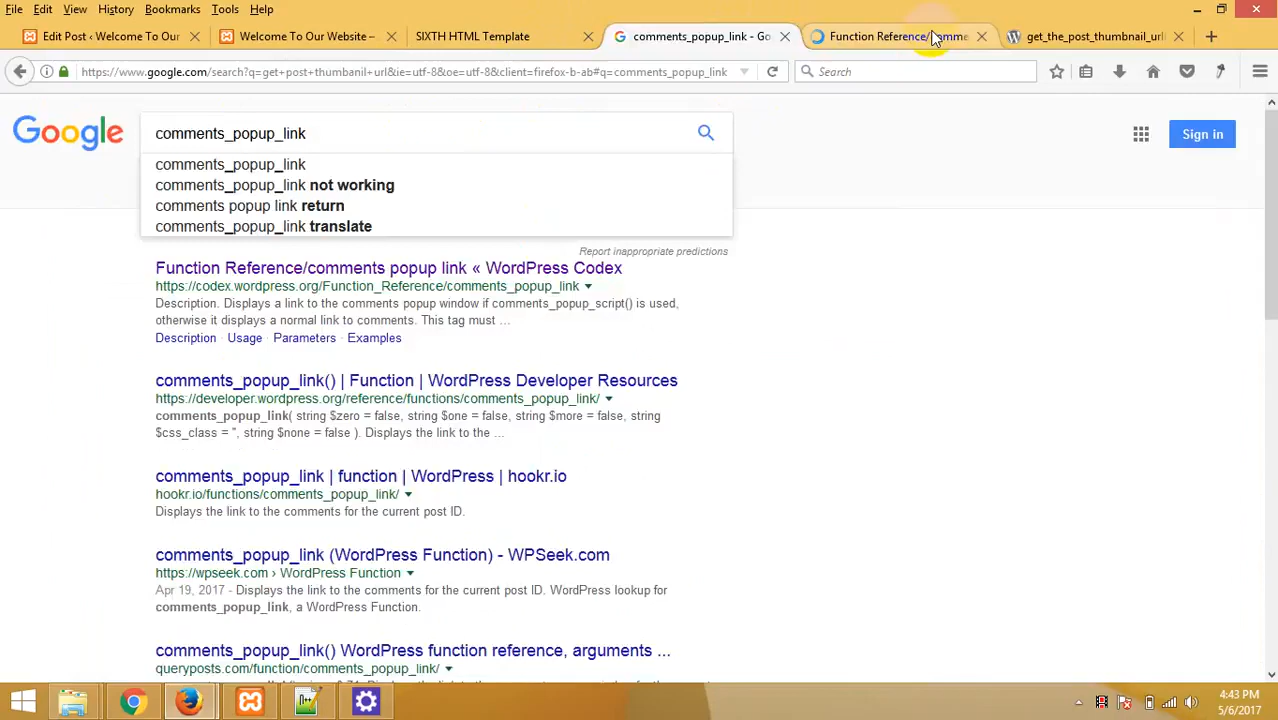 File Edit View History Bookmarks Tools Help
Edit Post ‹ Welcome To Our
Welcome To Our Website –
SIXTH HTML Template
comments_popup_link - Go
Function Reference/comme
get_the_post_thumbnail_url
https://www.google.com/search?q=get+post+thumbanil+url&ie=utf-8&oe=utf-8&client=firefox-b-ab#q=comments_popup_link
Search
Google
comments_popup_link
Sign in
comments_popup_link
comments_popup_link not working
comments popup link return
comments_popup_link translate
Report inappropriate predictions
Function Reference/comments popup link « WordPress Codex
https://codex.wordpress.org/Function_Reference/comments_popup_link
Description. Displays a link to the comments popup window if comments_popup_script() is used,
otherwise it displays a normal link to comments. This tag must ...
Description · Usage · Parameters · Examples
comments_popup_link() | Function | WordPress Developer Resources
https://developer.wordpress.org/reference/functions/comments_popup_link/
comments_popup_link( string $zero = false, string $one = false, string $more = false, string
$css_class = '', string $none = false ). Displays the link to the ...
comments_popup_link | function | WordPress | hookr.io
hookr.io/functions/comments_popup_link/
Displays the link to the comments for the current post ID.
comments_popup_link (WordPress Function) - WPSeek.com
https://wpseek.com › WordPress Function
Apr 19, 2017 - Displays the link to the comments for the current post ID. WordPress lookup for
comments_popup_link, a WordPress Function.
comments_popup_link() WordPress function reference, arguments ...
queryposts.com/function/comments_popup_link/
4:43 PM
5/6/2017